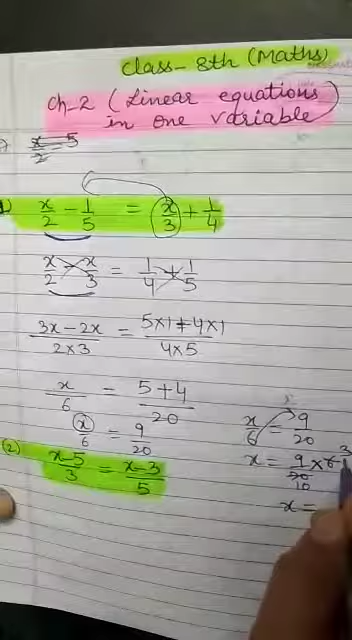 Class - 8th (Maths)
Ch-2 (Linear equations
in one variable)
x/2 - 1/5 = x/3 + 1/4
x/2 - x/3 = 1/4 + 1/5
3x-2x/2×3 = 5×1+4×1/4×5
x/6 = 5+4/20
x/6 = 9/20
(2) x-5/3 = x-3/5
x/6 = 9/20
x = 9/20 × 6 3
10
x =